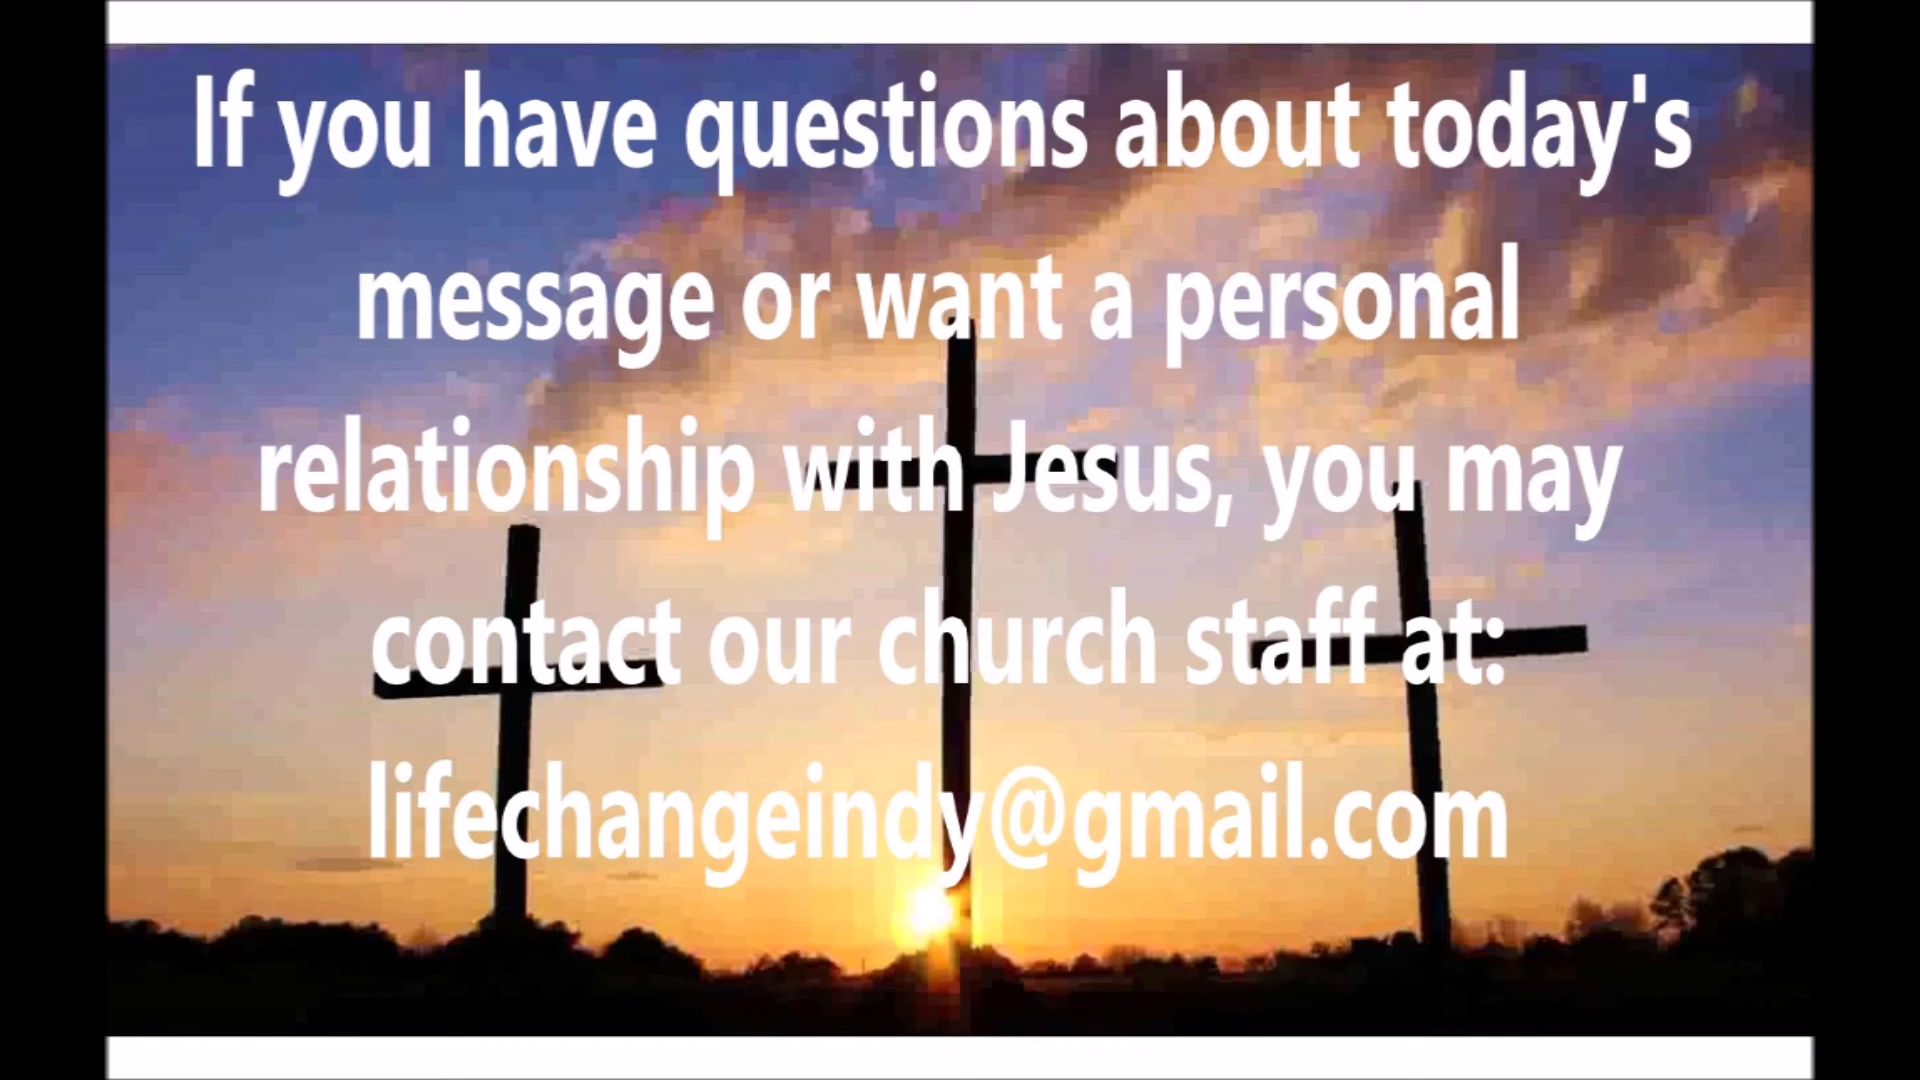 If you have questions about today's
message or want a personal
relationship with Jesus, you may
contact our church staff at:
lifechangeindy@gmail.com